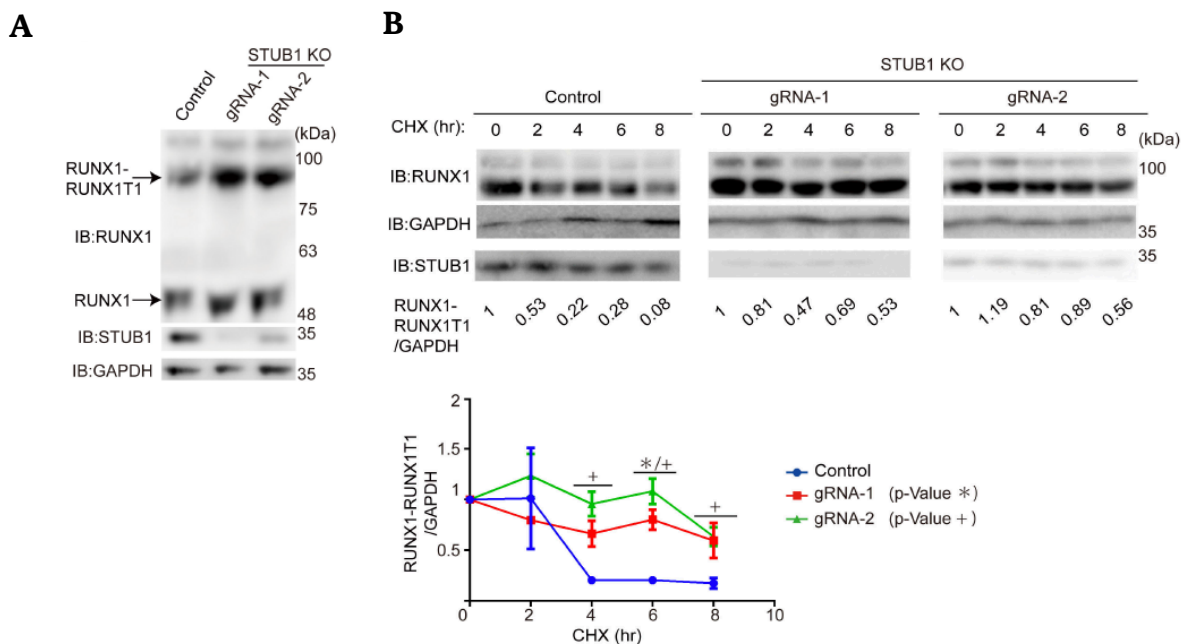 A
STUB1 KO
Control
gRNA-1
gRNA-2
(kDa)
100
RUNX1-
RUNX1T1
75
IB:RUNX1
63
RUNX1
48
IB:STUB1
35
IB:GAPDH
35
B
STUB1 KO
Control
gRNA-1
gRNA-2
CHX (hr): 0 2 4 6 8 0 2 4 6 8 0 2 4 6 8
(kDa)
IB:RUNX1
100
IB:GAPDH
35
IB:STUB1
35
RUNX1-
RUNX1T1
/GAPDH
1 0.53 0.22 0.28 0.08 1 0.81 0.47 0.69 0.53 1 1.19 0.81 0.89 0.56
RUNX1-RUNX1T1
/GAPDH
2
1.5
1
0.5
0 2 4 6 8 10
CHX (hr)
+
*/+
+
Control
gRNA-1 (p-Value *)
gRNA-2 (p-Value +)